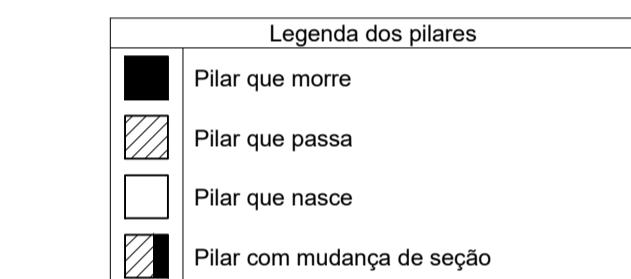 Legenda dos pilares
Pilar que morre
Pilar que passa
Pilar que nasce
Pilar com mudança de seção